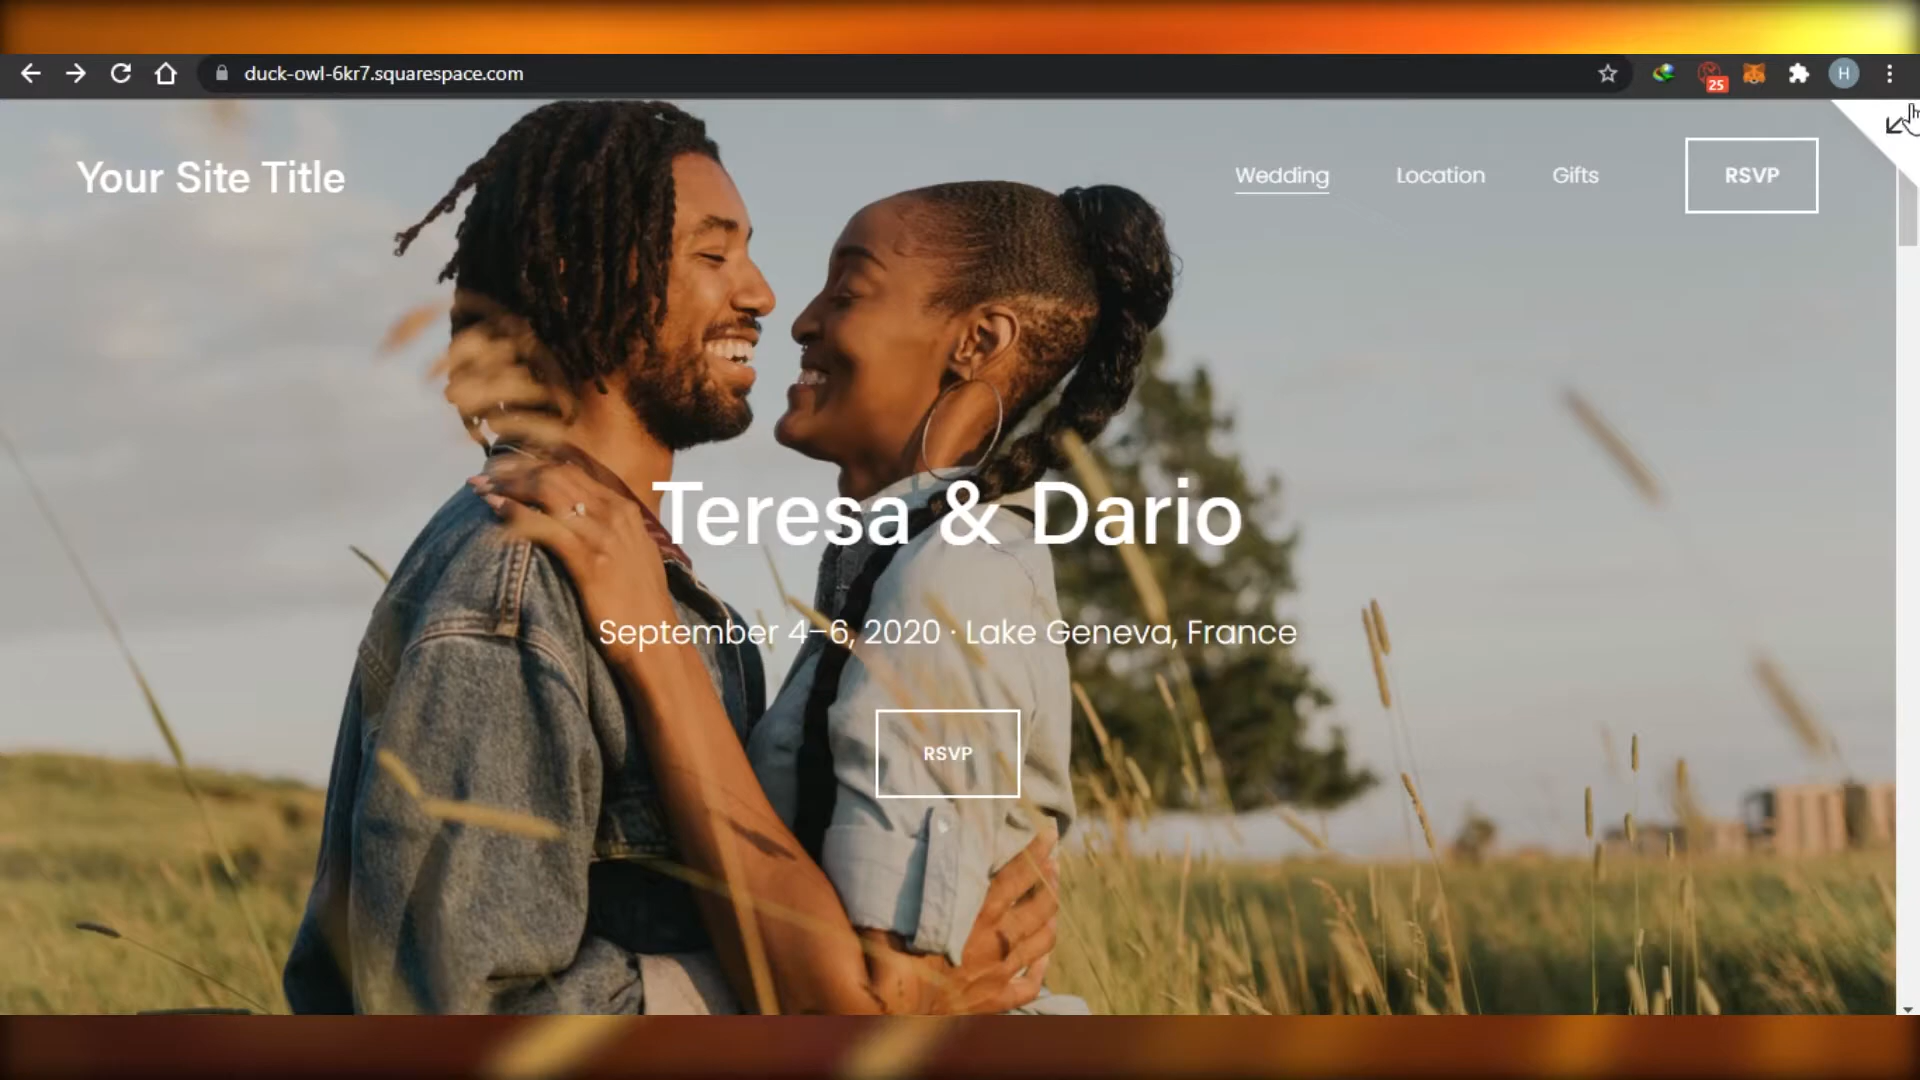 duck-owl-6kr7.squarespace.com
25
H
Your Site Title
Wedding
Location
Gifts
RSVP
Teresa & Dario
September 4–6, 2020 · Lake Geneva, France
RSVP